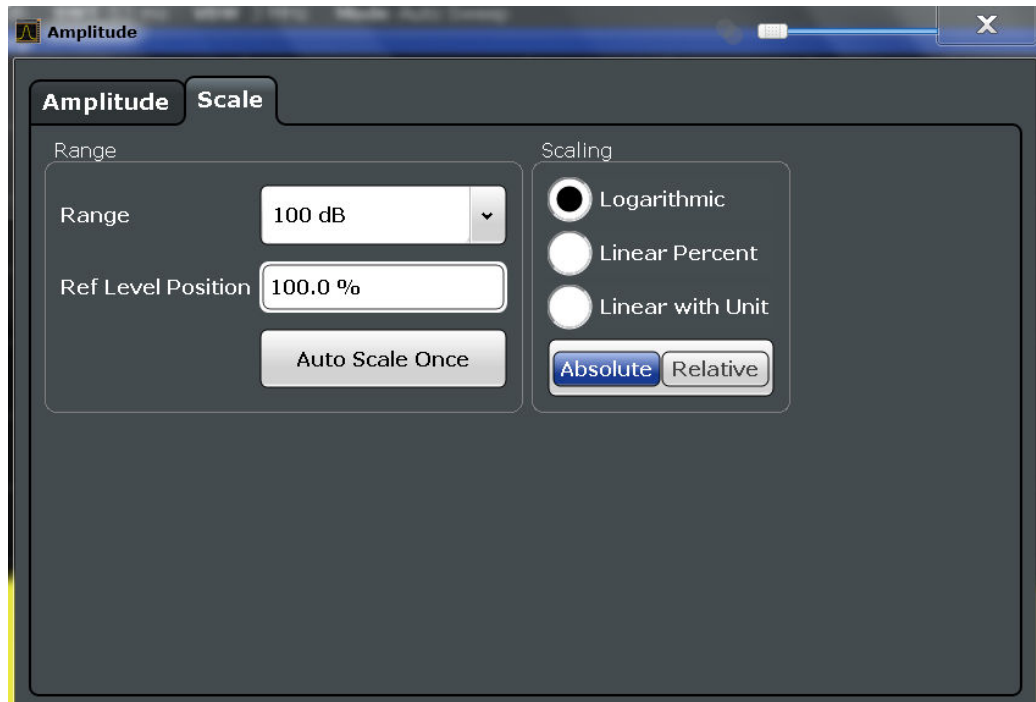 Amplitude
X
Amplitude
Scale
Range
Range
100 dB
Ref Level Position
100.0 %
Auto Scale Once
Scaling
Logarithmic
Linear Percent
Linear with Unit
Absolute
Relative